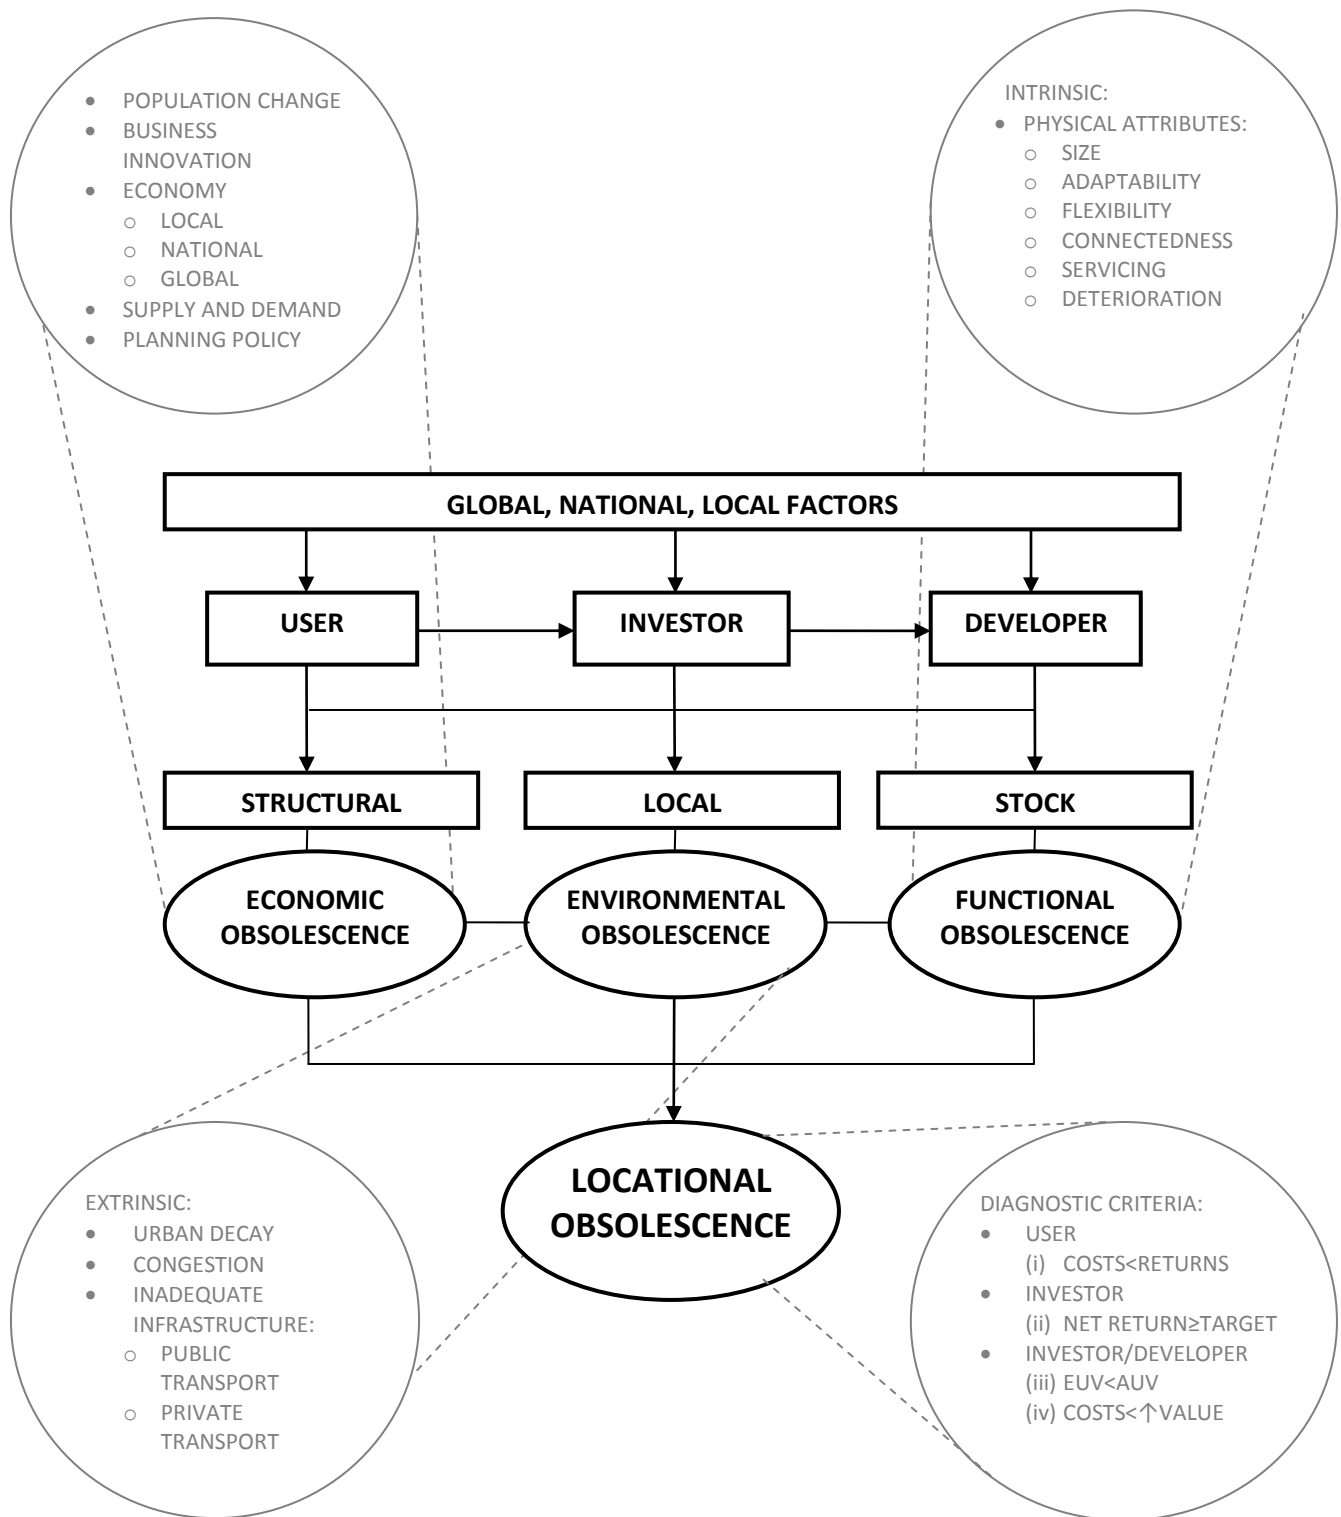 • POPULATION CHANGE
• BUSINESS
INNOVATION
• ECONOMY
○ LOCAL
○ NATIONAL
○ GLOBAL
• SUPPLY AND DEMAND
• PLANNING POLICY
INTRINSIC:
• PHYSICAL ATTRIBUTES:
○ SIZE
○ ADAPTABILITY
○ FLEXIBILITY
○ CONNECTEDNESS
○ SERVICING
○ DETERIORATION
GLOBAL, NATIONAL, LOCAL FACTORS
USER
INVESTOR
DEVELOPER
STRUCTURAL
LOCAL
STOCK
ECONOMIC
OBSOLESCENCE
ENVIRONMENTAL
OBSOLESCENCE
FUNCTIONAL
OBSOLESCENCE
LOCATIONAL
OBSOLESCENCE
EXTRINSIC:
• URBAN DECAY
• CONGESTION
• INADEQUATE
INFRASTRUCTURE:
○ PUBLIC
TRANSPORT
○ PRIVATE
TRANSPORT
DIAGNOSTIC CRITERIA:
• USER
(i) COSTS<RETURNS
• INVESTOR
(ii) NET RETURN≥TARGET
• INVESTOR/DEVELOPER
(iii) EUV<AUV
(iv) COSTS<↑VALUE